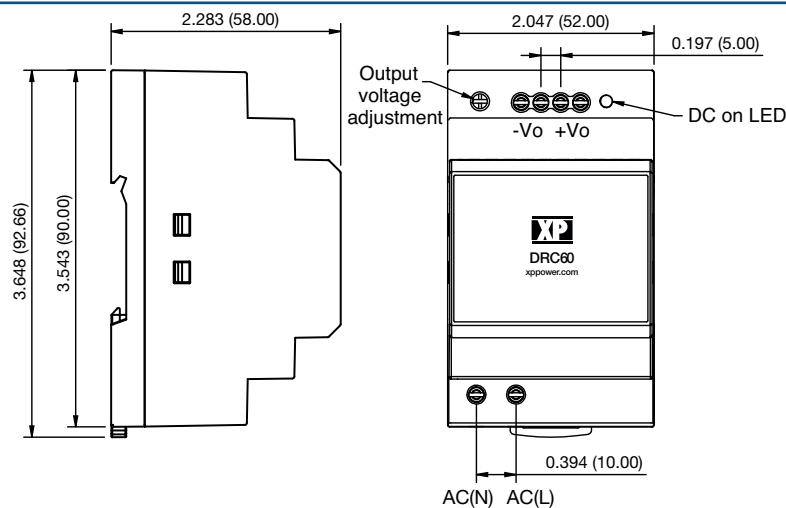 2.283 (58.00)
3.648 (92.66)
3.543 (90.00)
2.047 (52.00)
0.197 (5.00)
Output
voltage
adjustment
DC on LED
-Vo +Vo
XP
DRC60
xppower.com
0.394 (10.00)
AC(N) AC(L)